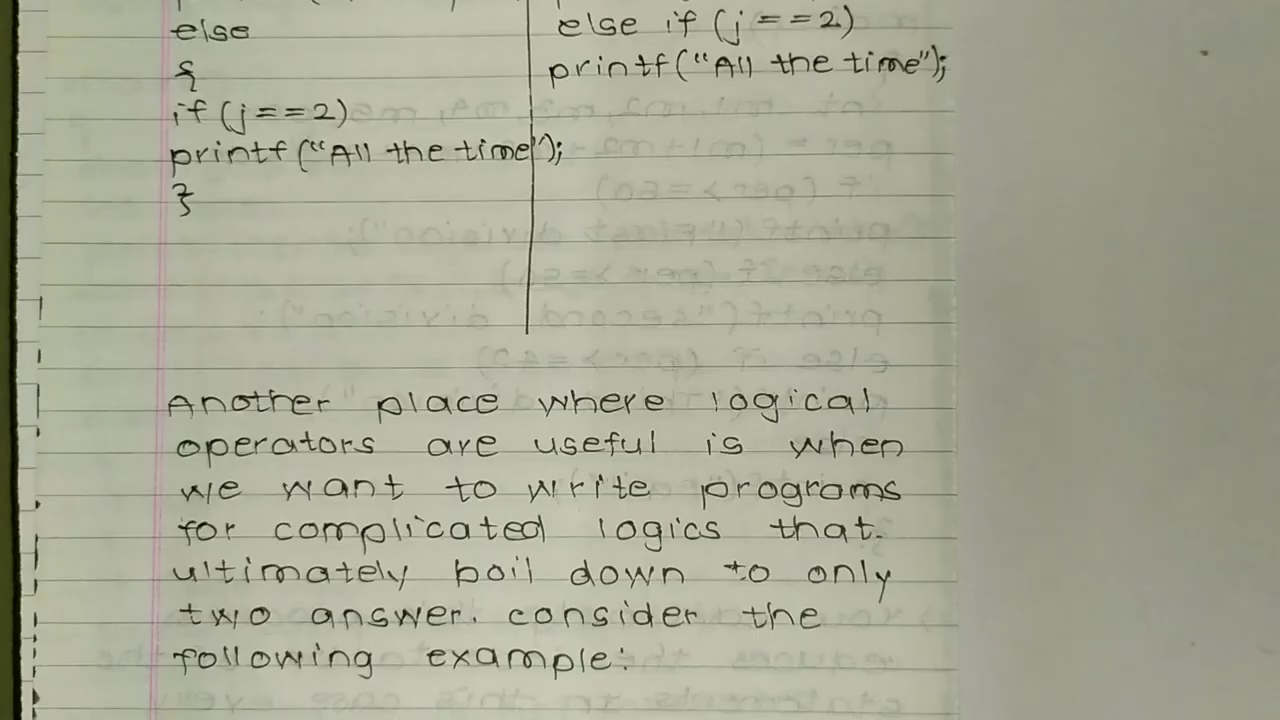 else
{
if (j==2)
printf("All the time");
}
else if (j==2)
printf("All the time");
Another place where logical
operators are useful is when
we want to write programs
for complicated logics that
ultimately boil down to only
two answer. consider the
following example: